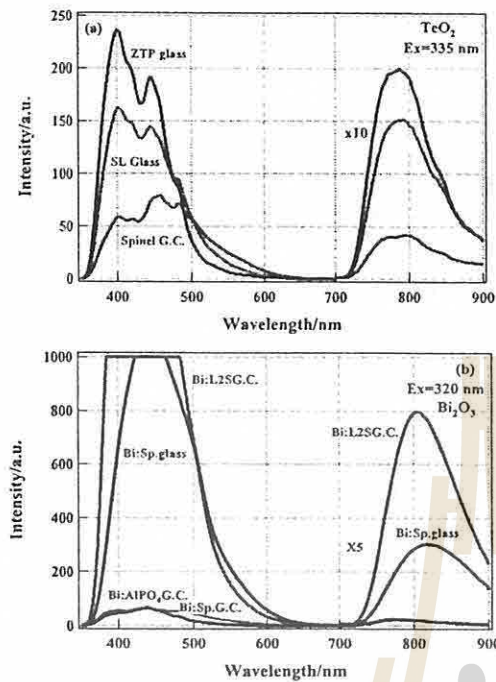 (a)
TeO₂
Ex=335 nm
ZTP glass
SL Glass
Spinel G.C.
x10
250
200
150
100
50
0
400 500 600 700 800 900
Intensity/a.u.
Wavelength/nm
(b)
Ex=320 nm
Bi₂O₃
Bi:L2SG.C.
Bi:L2SG.C.
Bi:Sp.glass
Bi:Sp.glass
X5
Bi:AlPO₄G.C.
Bi:Sp.G.C.
1000
800
600
400
200
0
400 500 600 700 800 900
Intensity/a.u.
Wavelength/nm